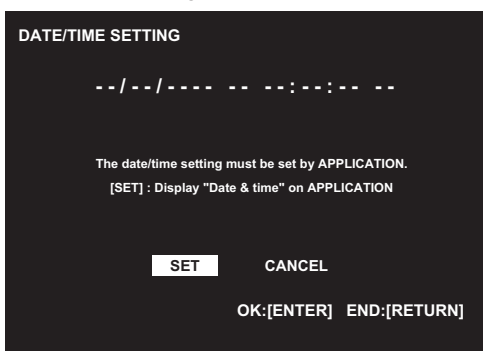 DATE/TIME SETTING
--/--/---- -- --:--:-- --
The date/time setting must be set by APPLICATION.
[SET] : Display "Date & time" on APPLICATION
SET CANCEL
OK:[ENTER] END:[RETURN]